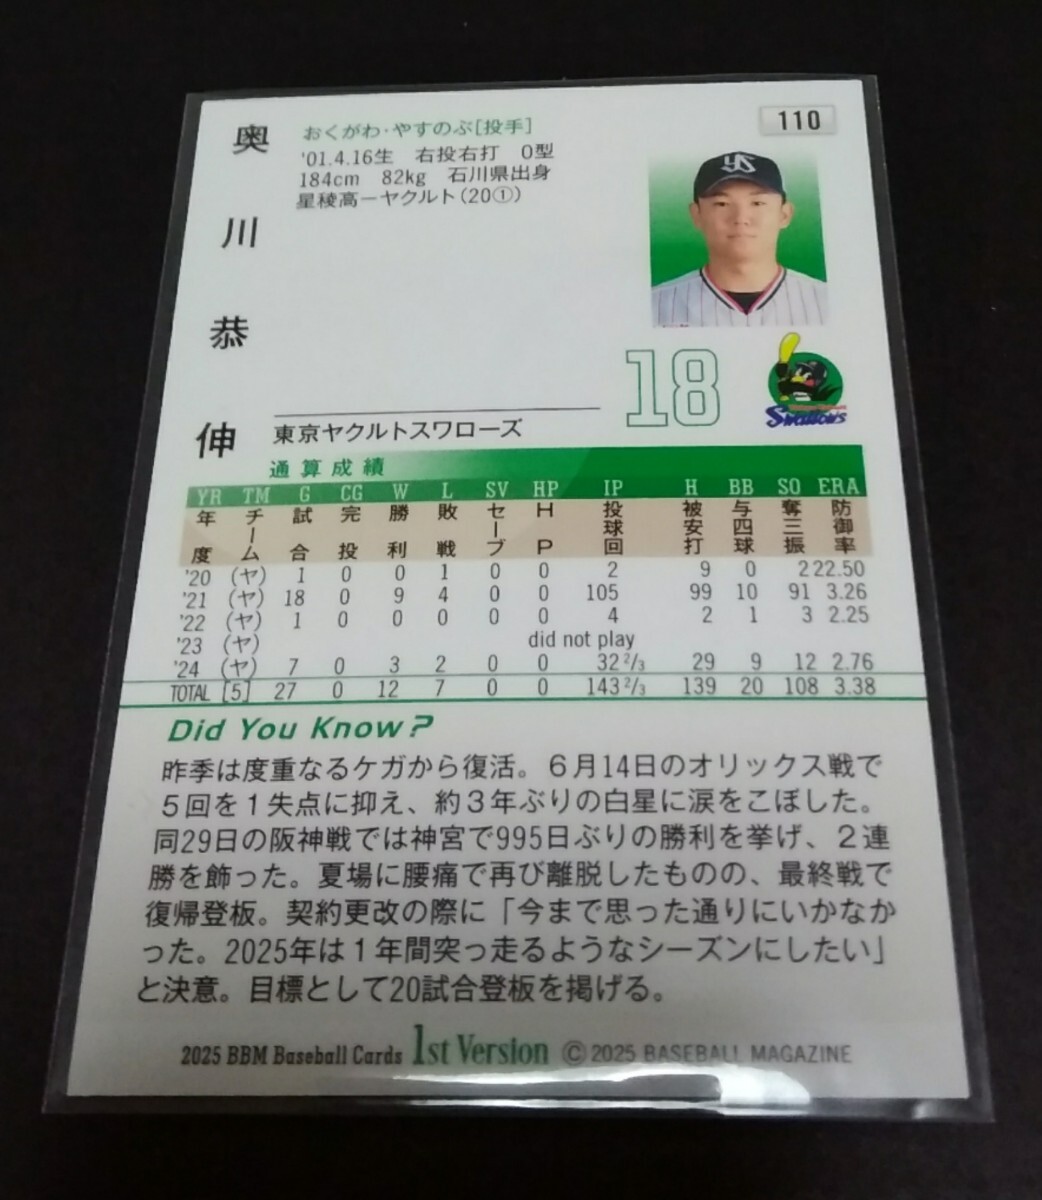 110
奥川恭伸
おくがわ・やすのぶ[投手]
'01.4.16生 右投右打 O型
184cm 82kg 石川県出身
星稜高ーヤクルト(20①)
18
Swallows
東京ヤクルトスワローズ
通算成績
YR TM G CG W L SV HP IP H BB SO ERA
年度 チーム 試合 完投 勝利 敗戦 セーブ HP 投球回 被安打 与四球 奪三振 防御率
'20 (ヤ) 1 0 0 1 0 0 2 9 0 2 22.50
'21 (ヤ) 18 0 9 4 0 0 105 99 10 91 3.26
'22 (ヤ) 1 0 0 0 0 0 4 2 1 3 2.25
'23 (ヤ) did not play
'24 (ヤ) 7 0 3 2 0 0 32 2/3 29 9 12 2.76
TOTAL [5] 27 0 12 7 0 0 143 2/3 139 20 108 3.38
Did You Know?
昨季は度重なるケガから復活。6月14日のオリックス戦で
5回を1失点に抑え、約3年ぶりの白星に涙をこぼした。
同29日の阪神戦では神宮で995日ぶりの勝利を挙げ、2連
勝を飾った。夏場に腰痛で再び離脱したものの、最終戦で
復帰登板。契約更改の際に「今まで思った通りにいかなか
った。2025年は1年間突っ走るようなシーズンにしたい」
と決意。目標として20試合登板を掲げる。
2025 BBM Baseball Cards 1st Version © 2025 BASEBALL MAGAZINE